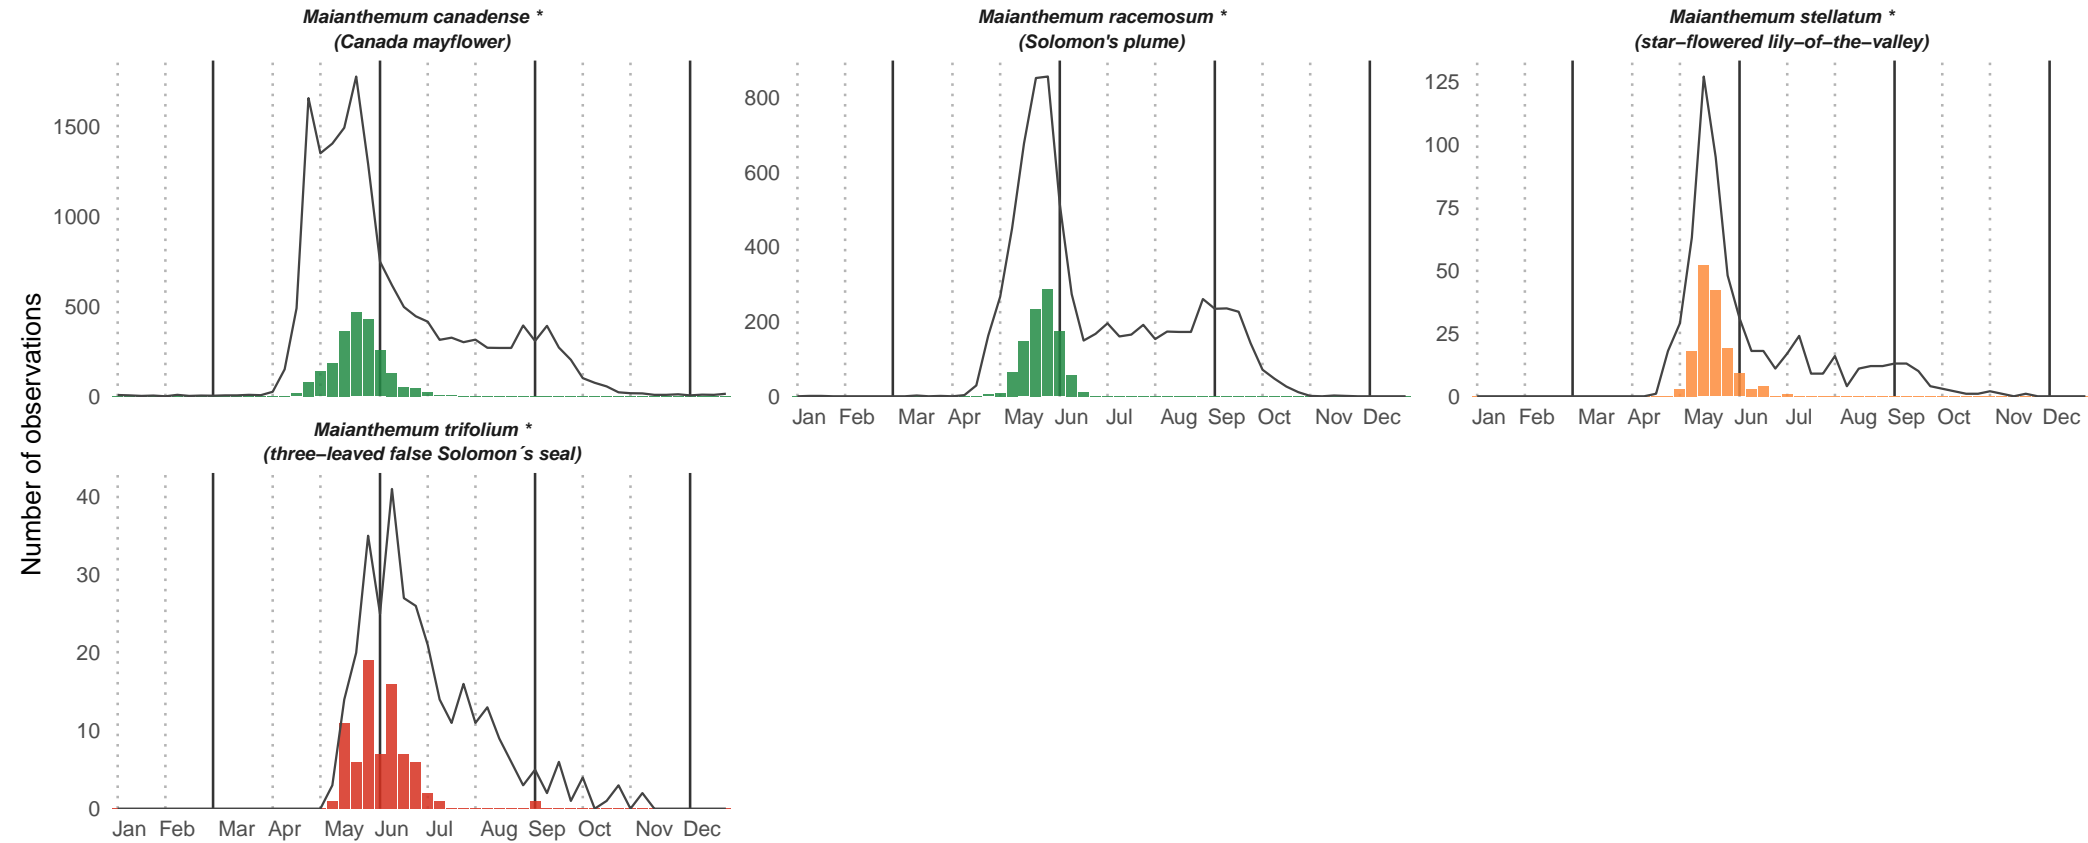 Maianthemum canadense *
(Canada mayflower)
Maianthemum racemosum *
(Solomon's plume)
Maianthemum stellatum *
(star−flowered lily−of−the−valley)
1500
1000
500
0
800
600
400
200
0
Jan Feb Mar Apr May Jun Jul Aug Sep Oct Nov Dec
125
100
75
50
25
0
Jan Feb Mar Apr May Jun Jul Aug Sep Oct Nov Dec
Number of observations
Maianthemum trifolium *
(three−leaved false Solomon´s seal)
40
30
20
10
0
Jan Feb Mar Apr May Jun Jul Aug Sep Oct Nov Dec